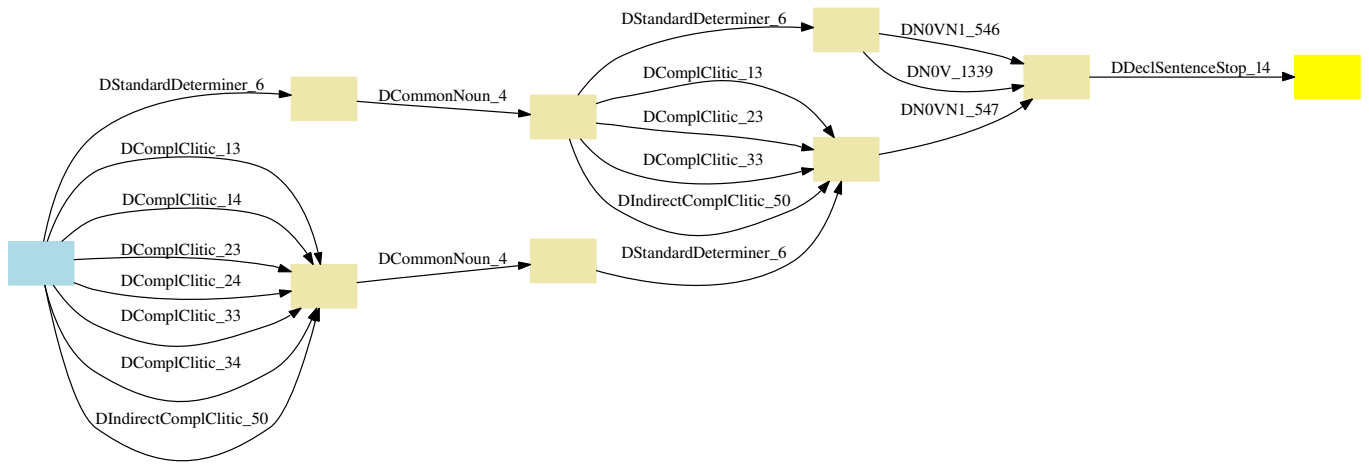 DStandardDeterminer_6
DN0VN1_546
DN0V_1339
DDeclSentenceStop_14
DComplClitic_13
DStandardDeterminer_6
DCommonNoun_4
DComplClitic_23
DN0VN1_547
DComplClitic_13
DComplClitic_33
DComplClitic_14
DIndirectComplClitic_50
DComplClitic_23
DCommonNoun_4
DStandardDeterminer_6
DComplClitic_24
DComplClitic_33
DComplClitic_34
DIndirectComplClitic_50